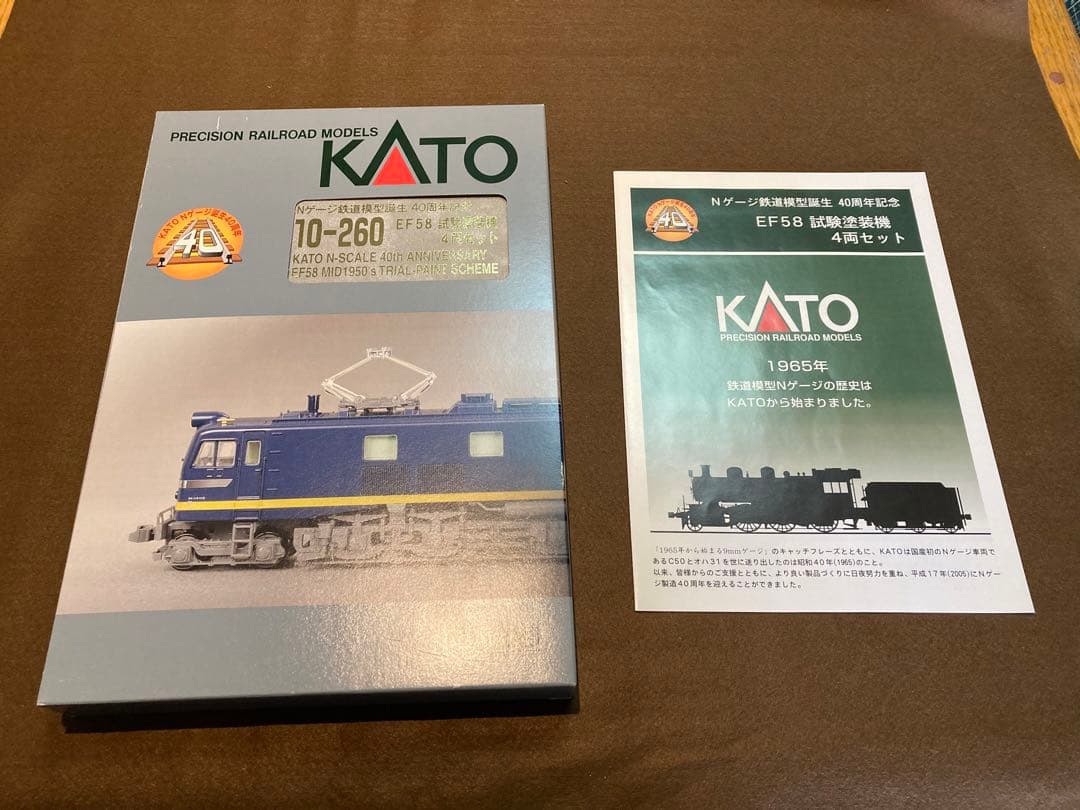 PRECISION RAILROAD MODELS
KATO
KATO Nゲージ誕生40周年
40
Nゲージ鉄道模型誕生 40周年記念
10-260
EF58 試験塗装機
4両セット
KATO N-SCALE 40th ANNIVERSARY
EF58 MID1950's TRIAL-PAINT SCHEME
KATO Nゲージ誕生40周年
40
Nゲージ鉄道模型誕生 40周年記念
EF58 試験塗装機
4両セット
KATO
PRECISION RAILROAD MODELS
1965年
鉄道模型Nゲージの歴史は
KATOから始まりました。
「1965年から始まる9mmゲージ」のキャッチフレーズとともに、KATOは国産初のNゲージ車両で
あるC50とオハ31を世に送り出したのは昭和40年(1965)のこと。
以来、皆様からのご支援とともに、より良い製品づくりに日夜努力を重ね、平成17年(2005)にNゲー
ジ製造40周年を迎えることができました。